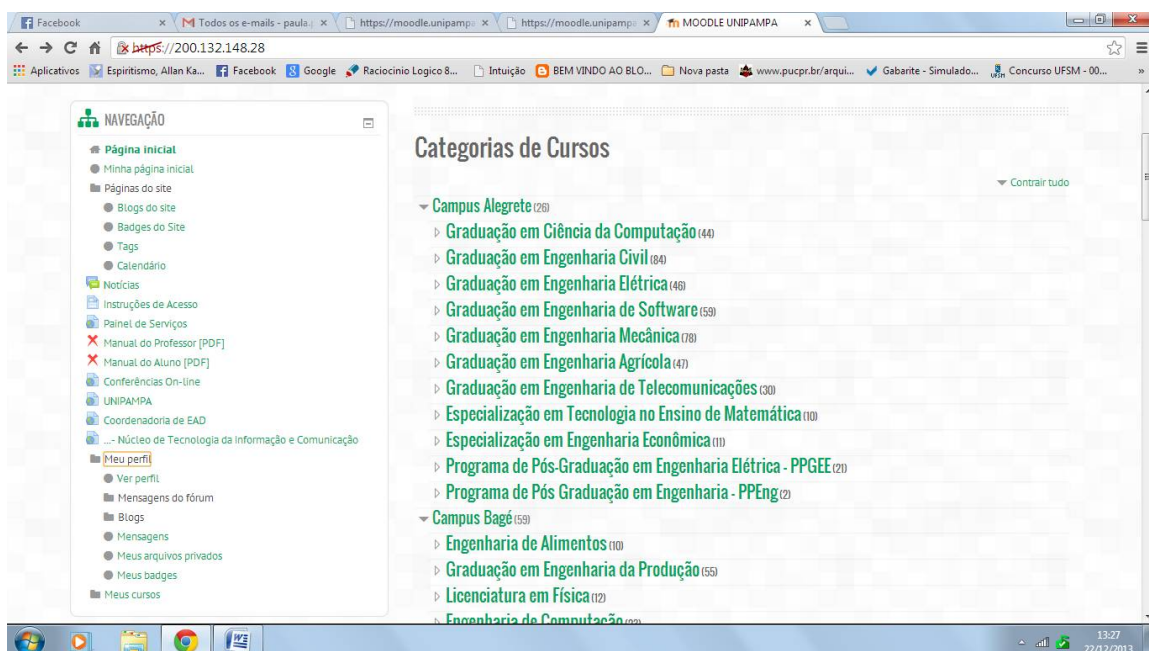 Facebook
Todos os e-mails - paula.j
https://moodle.unipampa
https://moodle.unipampa
MOODLE UNIPAMPA
https://200.132.148.28
Aplicativos
Espiritismo, Allan Ka...
Facebook
Google
Raciocinio Logico 8...
Intuição
BEM VINDO AO BLO...
Nova pasta
www.pucpr.br/arqui...
Gabarite - Simulado...
Concurso UFSM - 00...
»
NAVEGAÇÃO
Página inicial
Minha página inicial
Páginas do site
Blogs do site
Badges do Site
Tags
Calendário
Notícias
Instruções de Acesso
Painel de Serviços
Manual do Professor [PDF]
Manual do Aluno [PDF]
Conferências On-line
UNIPAMPA
Coordenadoria de EAD
...- Núcleo de Tecnologia da Informação e Comunicação
Meu perfil
Ver perfil
Mensagens do fórum
Blogs
Mensagens
Meus arquivos privados
Meus badges
Meus cursos
Categorias de Cursos
Contrair tudo
Campus Alegrete (26)
Graduação em Ciência da Computação (44)
Graduação em Engenharia Civil (84)
Graduação em Engenharia Elétrica (46)
Graduação em Engenharia de Software (59)
Graduação em Engenharia Mecânica (78)
Graduação em Engenharia Agrícola (47)
Graduação em Engenharia de Telecomunicações (30)
Especialização em Tecnologia no Ensino de Matemática (10)
Especialização em Engenharia Econômica (11)
Programa de Pós-Graduação em Engenharia Elétrica - PPGEE (21)
Programa de Pós Graduação em Engenharia - PPEng (2)
Campus Bagé (59)
Engenharia de Alimentos (10)
Graduação em Engenharia da Produção (55)
Licenciatura em Física (12)
Engenharia de Computação
13:27
22/12/2013